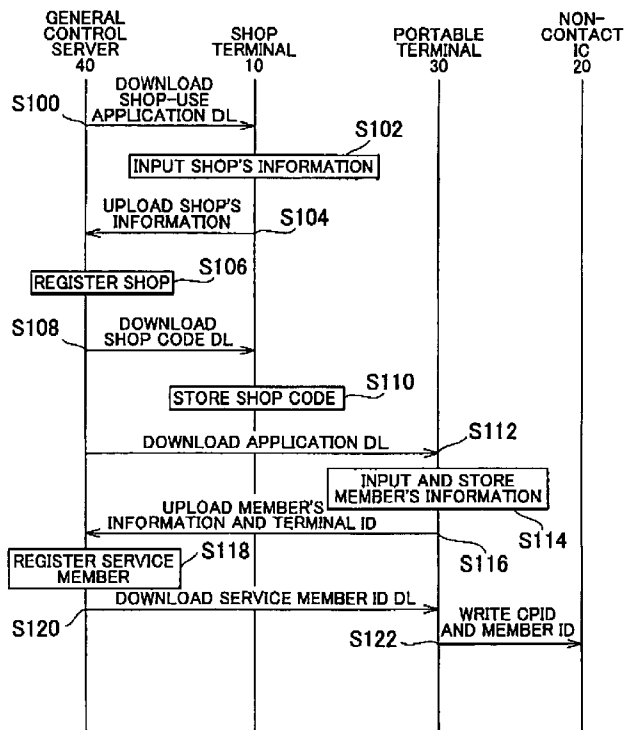 GENERAL
CONTROL
SERVER
40
SHOP
TERMINAL
10
PORTABLE
TERMINAL
30
NON-
CONTACT
IC
20
S100
DOWNLOAD
SHOP-USE
APPLICATION DL
S102
INPUT SHOP'S INFORMATION
UPLOAD SHOP'S
INFORMATION
S104
S106
REGISTER SHOP
S108
DOWNLOAD
SHOP CODE DL
S110
STORE SHOP CODE
DOWNLOAD APPLICATION DL
S112
INPUT AND STORE
MEMBER'S INFORMATION
S114
UPLOAD MEMBER'S
INFORMATION AND TERMINAL ID
S116
S118
REGISTER SERVICE
MEMBER
DOWNLOAD SERVICE MEMBER ID DL
S120
WRITE CPID
AND MEMBER ID
S122